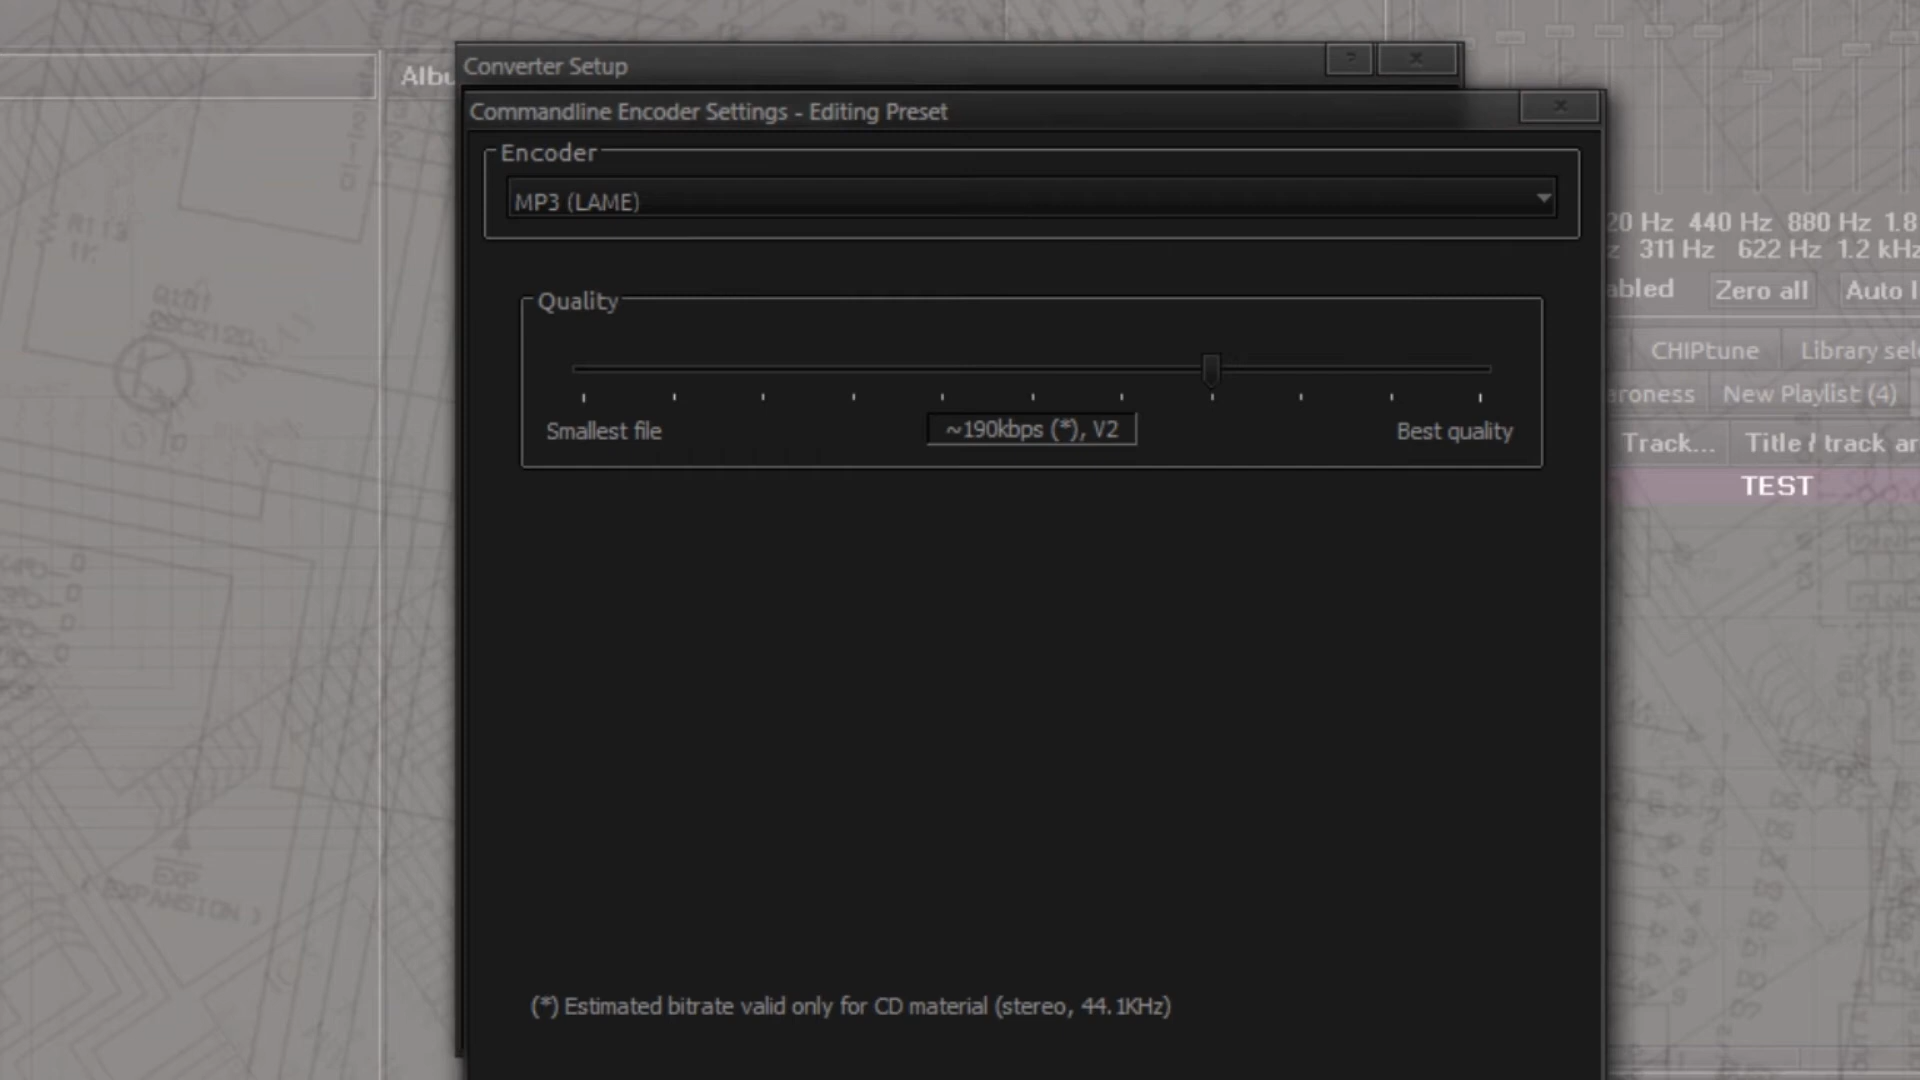 Albu
Converter Setup
Commandline Encoder Settings - Editing Preset
Encoder
MP3 (LAME)
Quality
Smallest file
~190kbps (*), V2
Best quality
(*) Estimated bitrate valid only for CD material (stereo, 44.1KHz)
20 Hz 440 Hz 880 Hz 1.8
z 311 Hz 622 Hz 1.2 kHz
abled Zero all Auto l
CHIPtune Library sele
aroness New Playlist (4)
Track... Title / track ar
TEST
( EXPANSION )